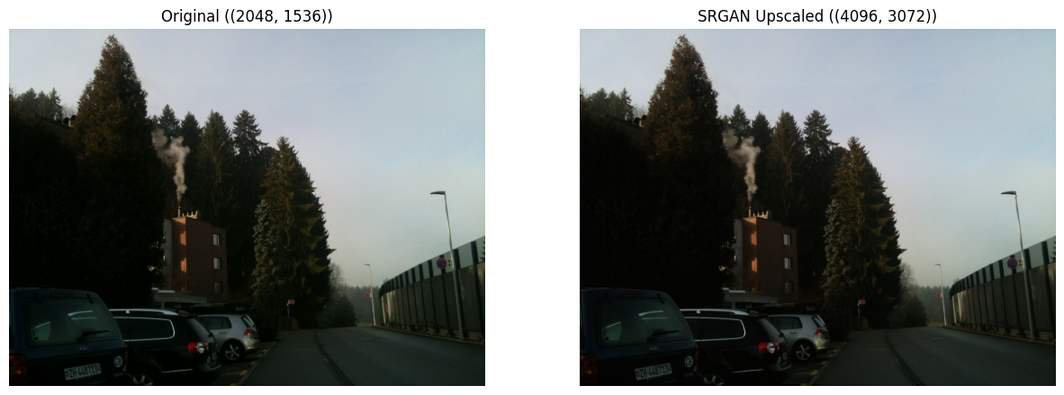 Original ((2048, 1536))
SRGAN Upscaled ((4096, 3072))